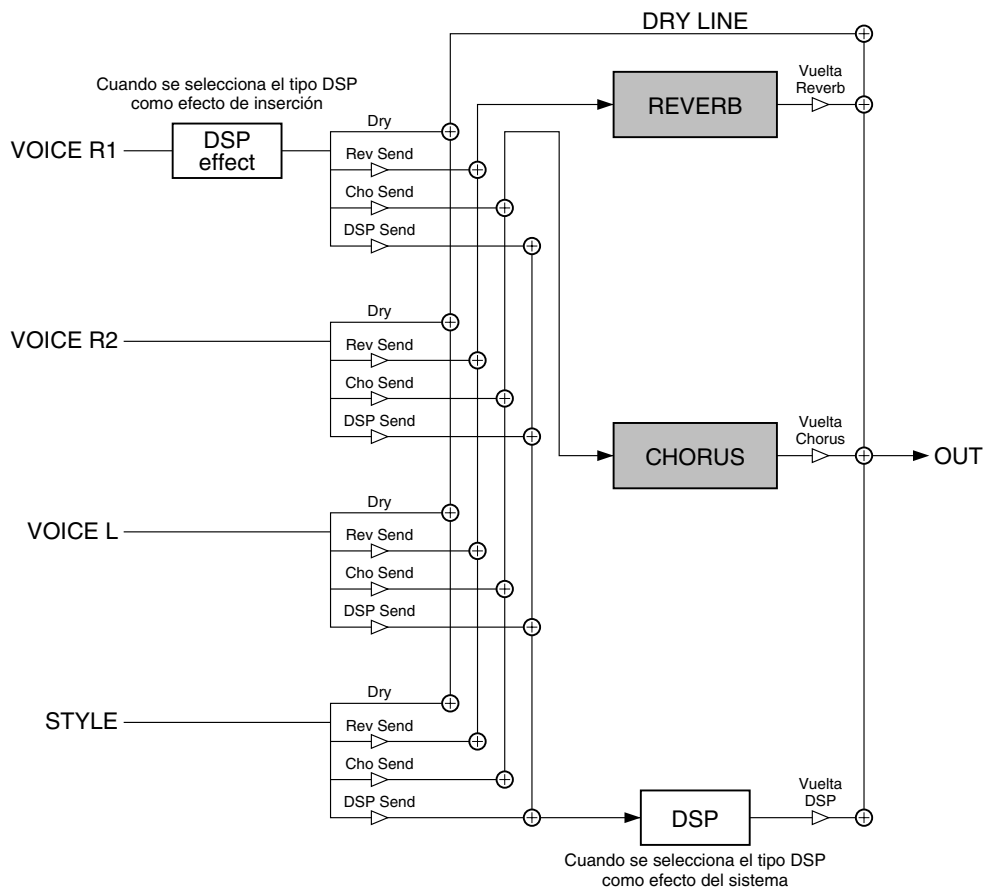 DRY LINE
Cuando se selecciona el tipo DSP
como efecto de inserción
VOICE R1
DSP
effect
Dry
Rev Send
Cho Send
DSP Send
REVERB
Vuelta
Reverb
VOICE R2
Dry
Rev Send
Cho Send
DSP Send
CHORUS
Vuelta
Chorus
OUT
VOICE L
Dry
Rev Send
Cho Send
DSP Send
STYLE
Dry
Rev Send
Cho Send
DSP Send
DSP
Vuelta
DSP
Cuando se selecciona el tipo DSP
como efecto del sistema